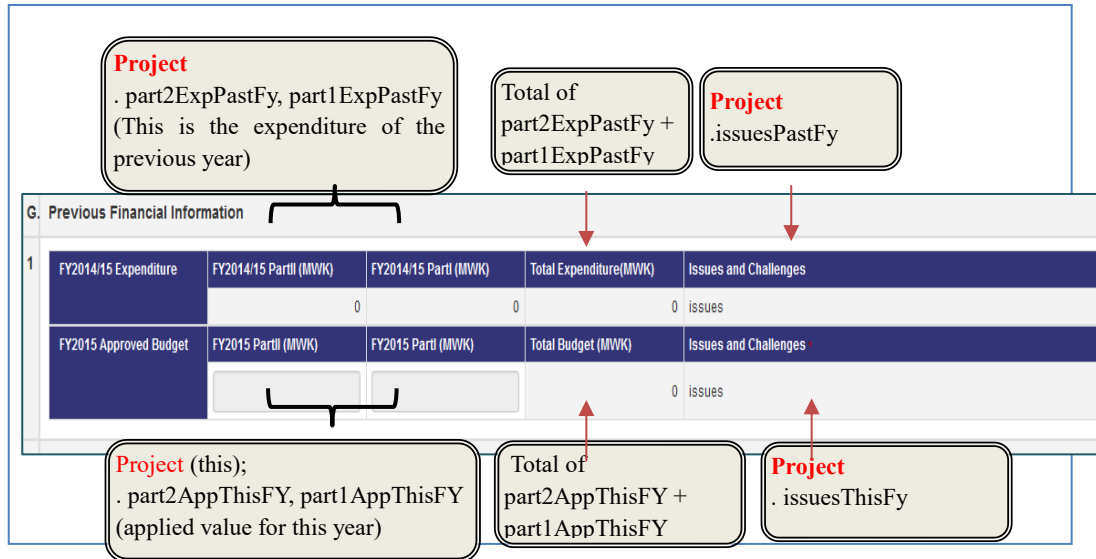 Project
. part2ExpPastFy, part1ExpPastFy
(This is the expenditure of the
previous year)
Total of
part2ExpPastFy +
part1ExpPastFy
Project
.issuesPastFy
G. Previous Financial Information
1
FY2014/15 Expenditure
FY2014/15 PartII (MWK)
FY2014/15 PartI (MWK)
Total Expenditure(MWK)
Issues and Challenges
0
0
0
issues
FY2015 Approved Budget
FY2015 PartII (MWK)
FY2015 PartI (MWK)
Total Budget (MWK)
Issues and Challenges
0
issues
Project (this);
. part2AppThisFY, part1AppThisFY
(applied value for this year)
Total of
part2AppThisFY +
part1AppThisFY
Project
. issuesThisFy